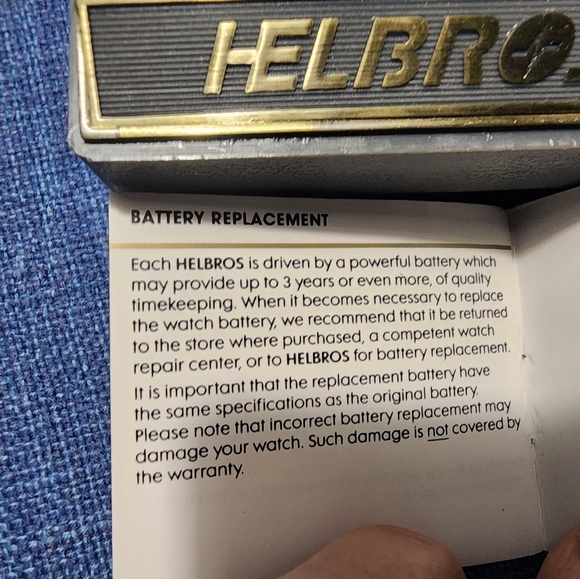 HELBROS
BATTERY REPLACEMENT
Each HELBROS is driven by a powerful battery which
may provide up to 3 years or even more, of quality
timekeeping. When it becomes necessary to replace
the watch battery, we recommend that it be returned
to the store where purchased, a competent watch
repair center, or to HELBROS for battery replacement.
It is important that the replacement battery have
the same specifications as the original battery.
Please note that incorrect battery replacement may
damage your watch. Such damage is not covered by
the warranty.